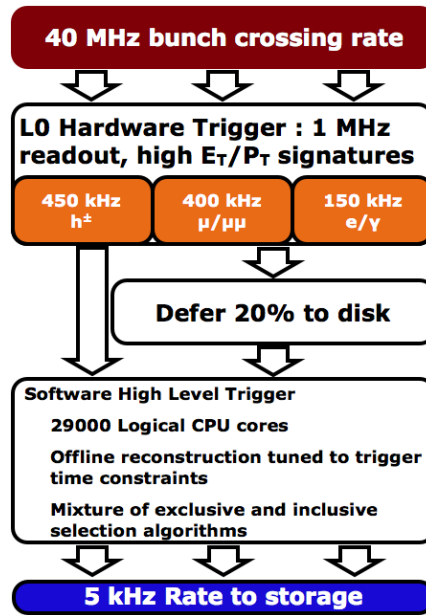 40 MHz bunch crossing rate
L0 Hardware Trigger : 1 MHz
readout, high Eᴛ/Pᴛ signatures
450 kHz
h±
400 kHz
μ/μμ
150 kHz
e/γ
Defer 20% to disk
Software High Level Trigger
29000 Logical CPU cores
Offline reconstruction tuned to trigger
time constraints
Mixture of exclusive and inclusive
selection algorithms
5 kHz Rate to storage